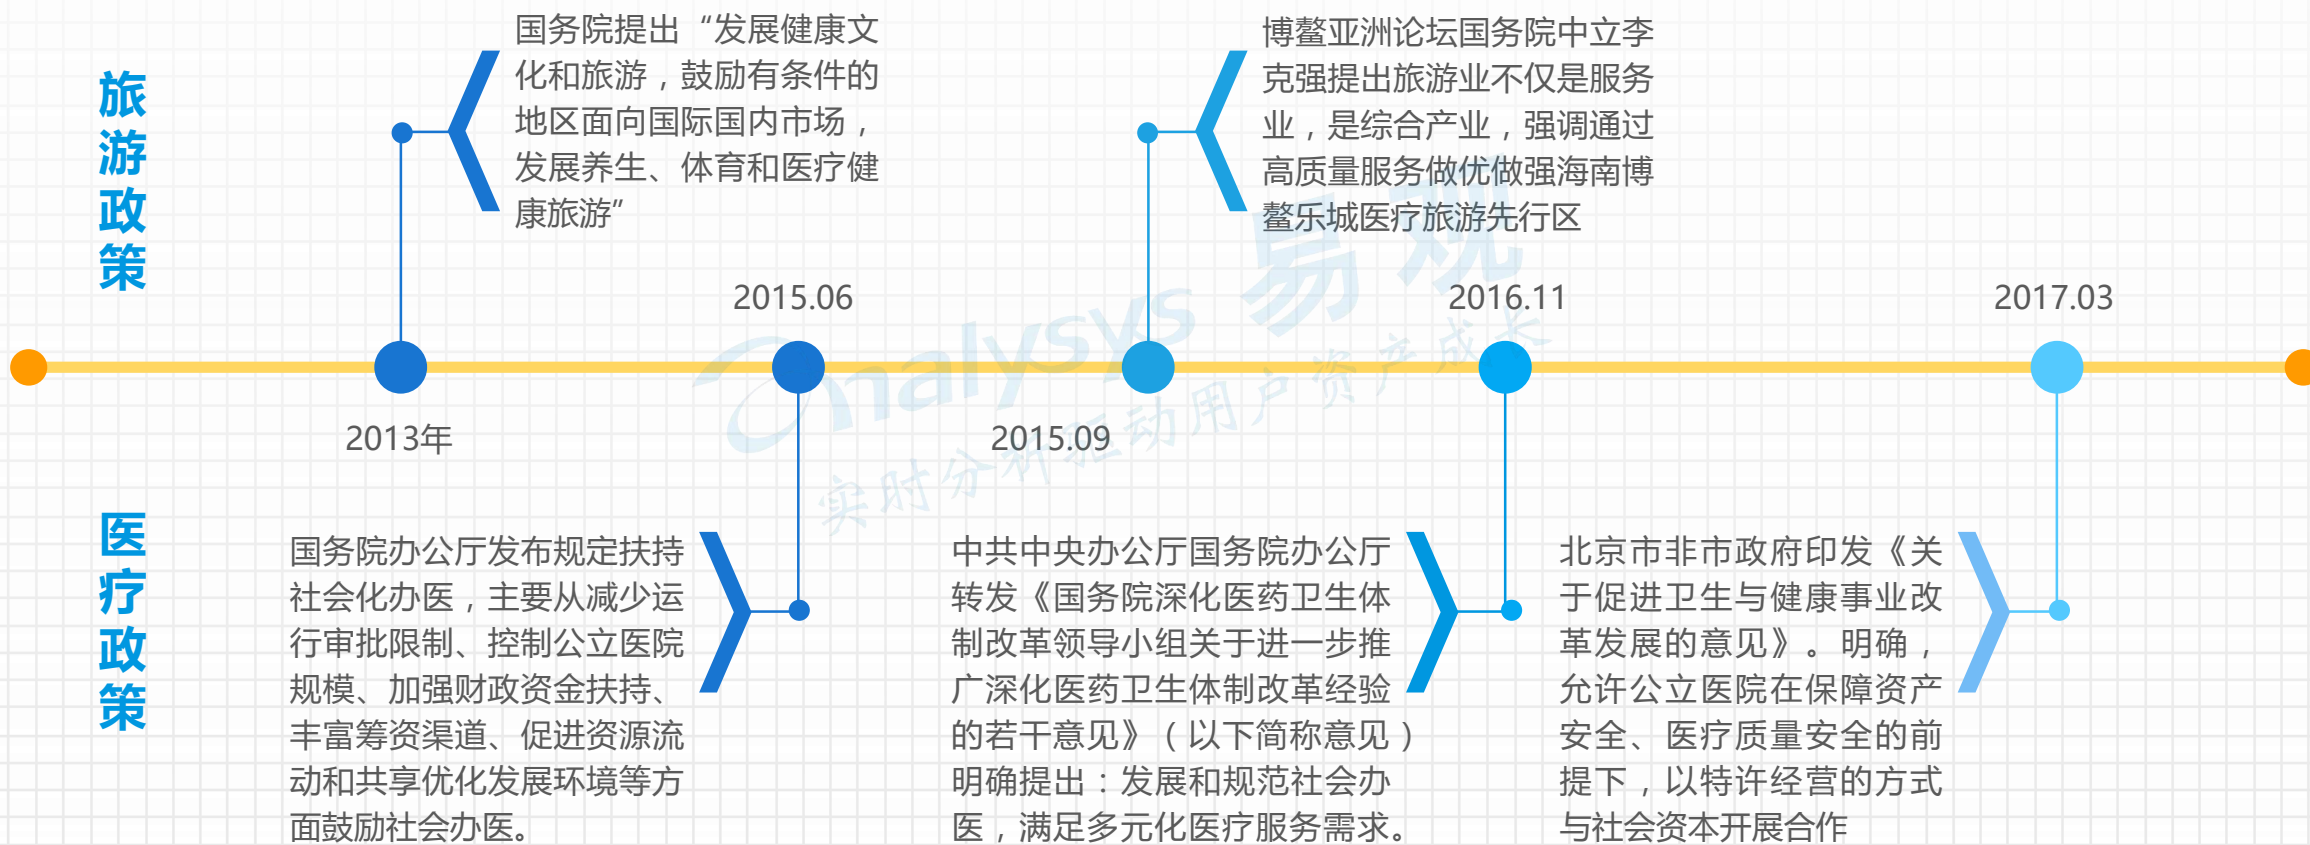 旅游政策
国务院提出“发展健康文
化和旅游，鼓励有条件的
地区面向国际国内市场，
发展养生、体育和医疗健
康旅游”
博鳌亚洲论坛国务院中立李
克强提出旅游业不仅是服务
业，是综合产业，强调通过
高质量服务做优做强海南博
鳌乐城医疗旅游先行区
2015.06
2016.11
2017.03
2013年
2015.09
analysys 易观
实时分析驱动用户资产成长
医疗政策
国务院办公厅发布规定扶持
社会化办医，主要从减少运
行审批限制、控制公立医院
规模、加强财政资金扶持、
丰富筹资渠道、促进资源流
动和共享优化发展环境等方
面鼓励社会办医。
中共中央办公厅国务院办公厅
转发《国务院深化医药卫生体
制改革领导小组关于进一步推
广深化医药卫生体制改革经验
的若干意见》（以下简称意见）
明确提出：发展和规范社会办
医，满足多元化医疗服务需求。
北京市非市政府印发《关
于促进卫生与健康事业改
革发展的意见》。明确，
允许公立医院在保障资产
安全、医疗质量安全的前
提下，以特许经营的方式
与社会资本开展合作